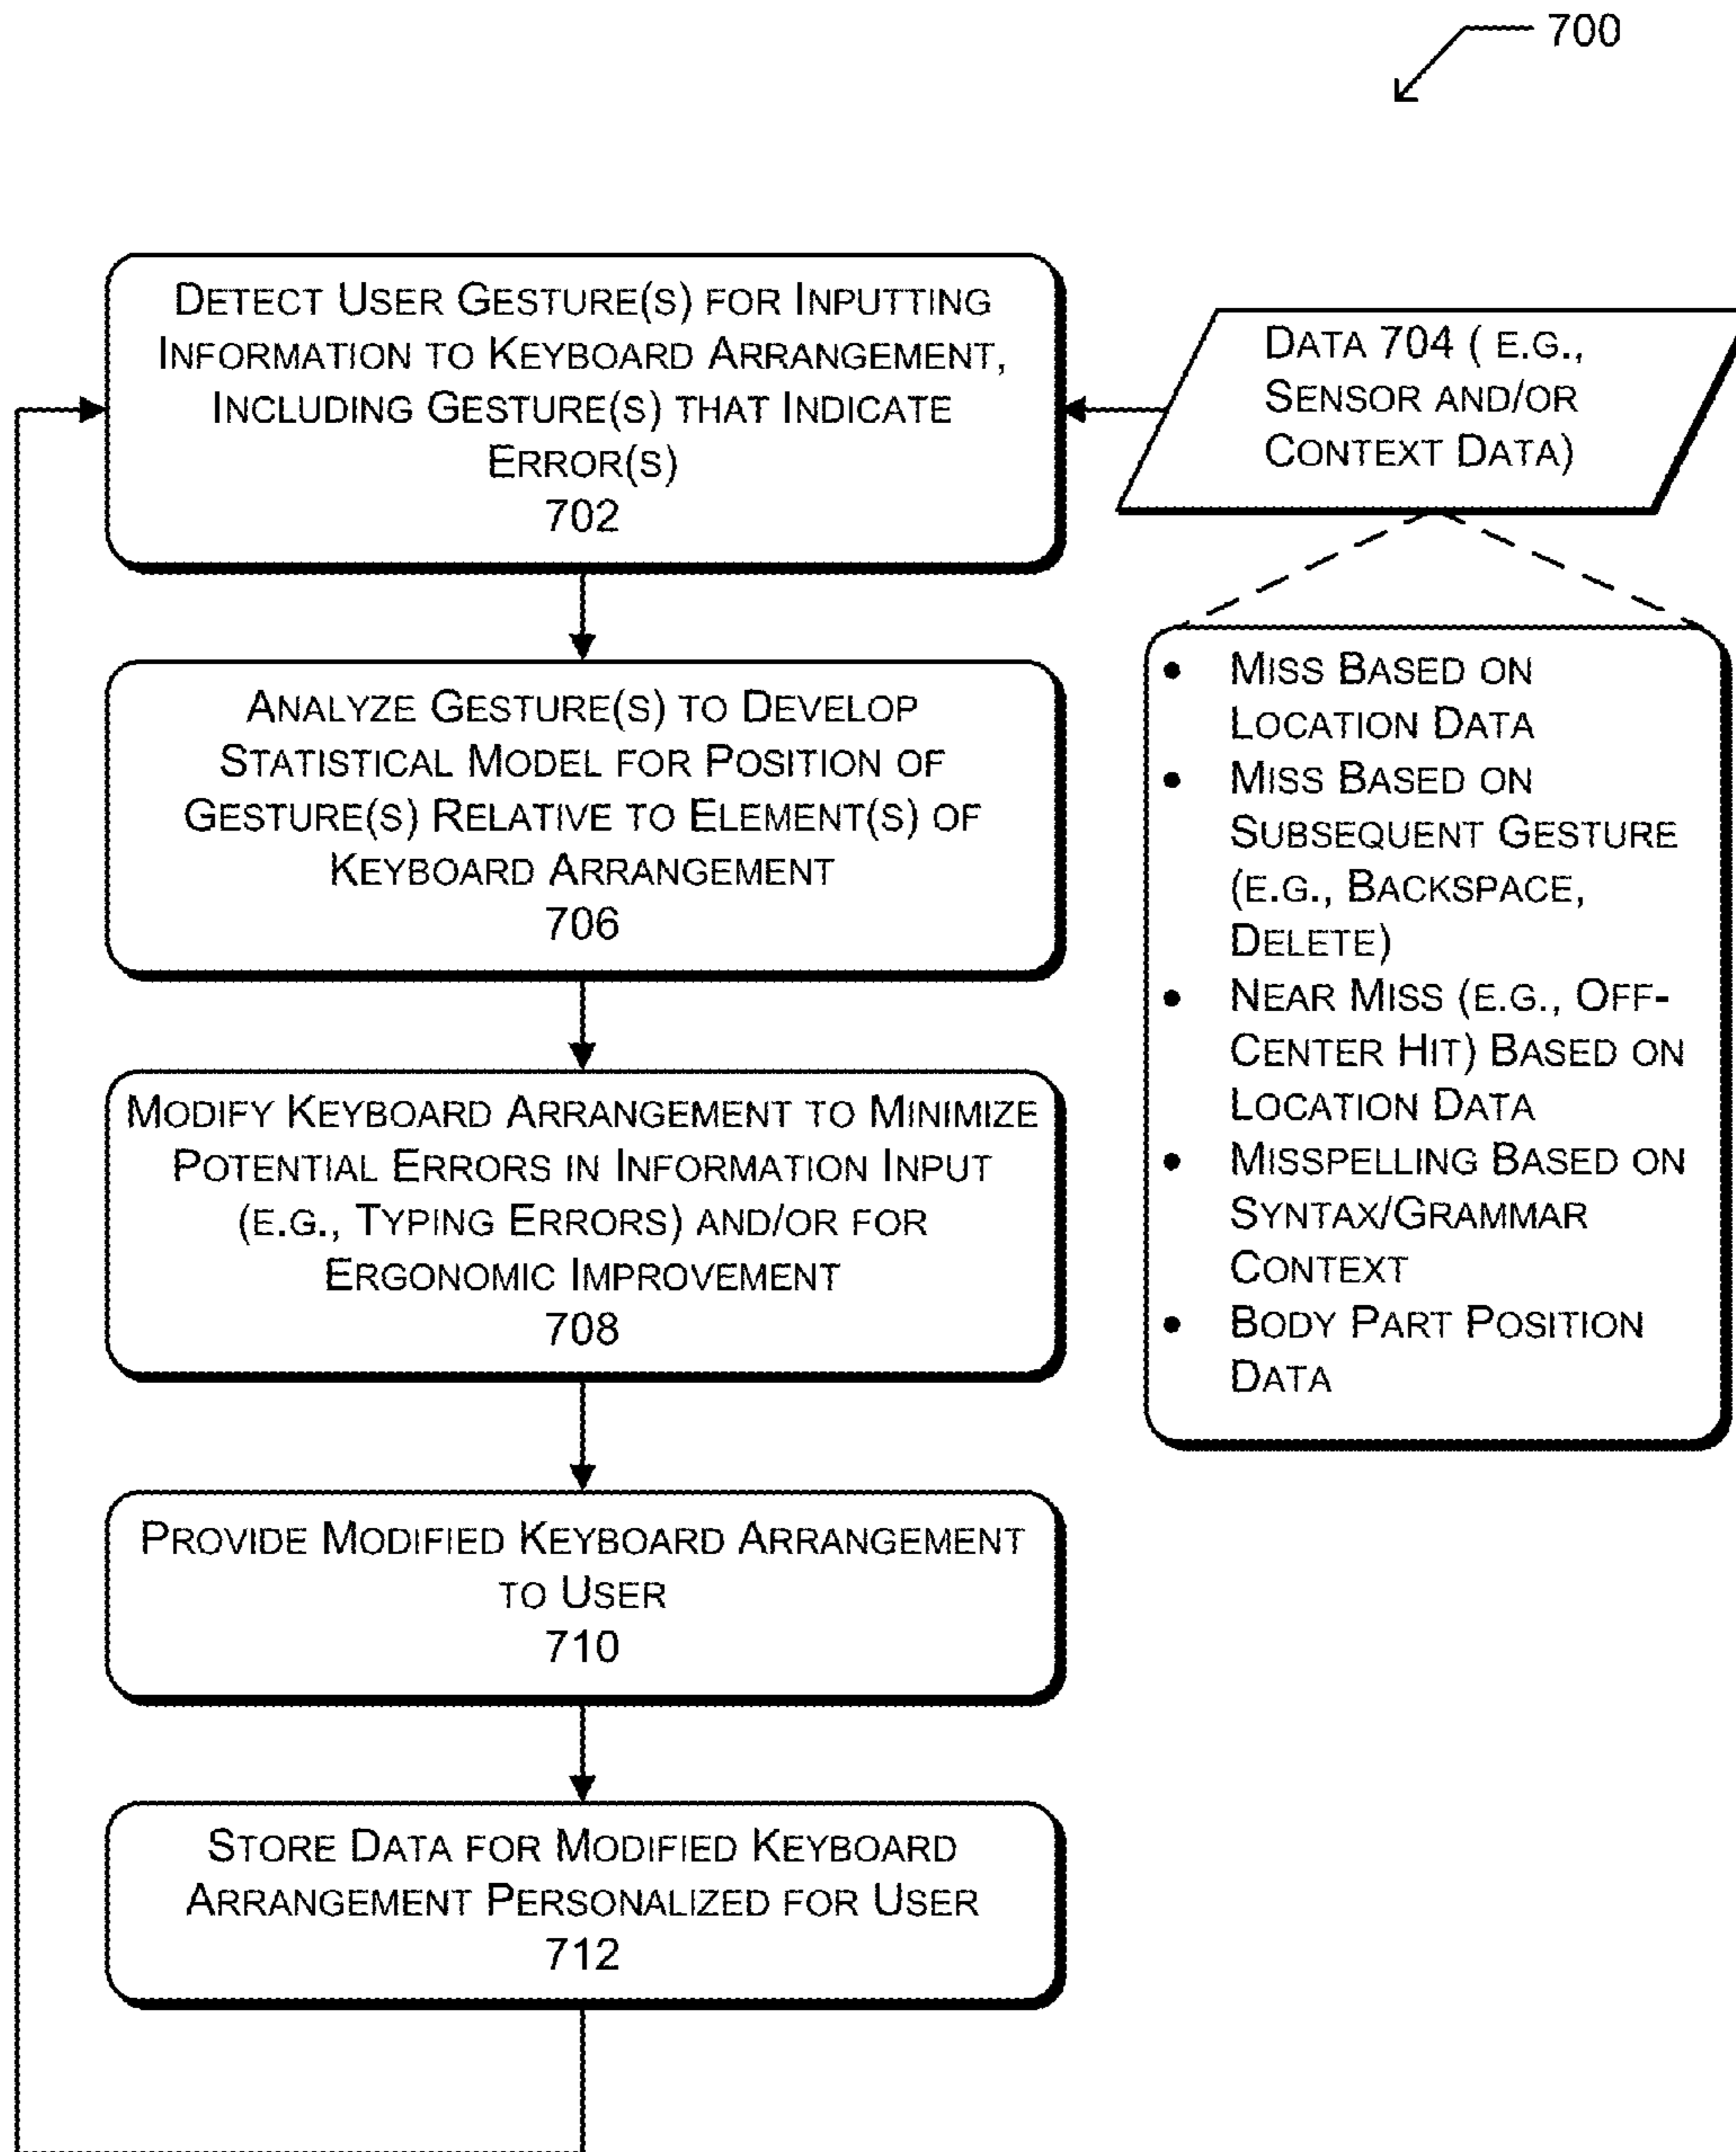 700
DETECT USER GESTURE(S) FOR INPUTTING
INFORMATION TO KEYBOARD ARRANGEMENT,
INCLUDING GESTURE(S) THAT INDICATE
ERROR(S)
702
DATA 704 ( E.G.,
SENSOR AND/OR
CONTEXT DATA)
ANALYZE GESTURE(S) TO DEVELOP
STATISTICAL MODEL FOR POSITION OF
GESTURE(S) RELATIVE TO ELEMENT(S) OF
KEYBOARD ARRANGEMENT
706
• MISS BASED ON
LOCATION DATA
• MISS BASED ON
SUBSEQUENT GESTURE
(E.G., BACKSPACE,
DELETE)
• NEAR MISS (E.G., OFF-
CENTER HIT) BASED ON
LOCATION DATA
• MISSPELLING BASED ON
SYNTAX/GRAMMAR
CONTEXT
• BODY PART POSITION
DATA
MODIFY KEYBOARD ARRANGEMENT TO MINIMIZE
POTENTIAL ERRORS IN INFORMATION INPUT
(E.G., TYPING ERRORS) AND/OR FOR
ERGONOMIC IMPROVEMENT
708
PROVIDE MODIFIED KEYBOARD ARRANGEMENT
TO USER
710
STORE DATA FOR MODIFIED KEYBOARD
ARRANGEMENT PERSONALIZED FOR USER
712